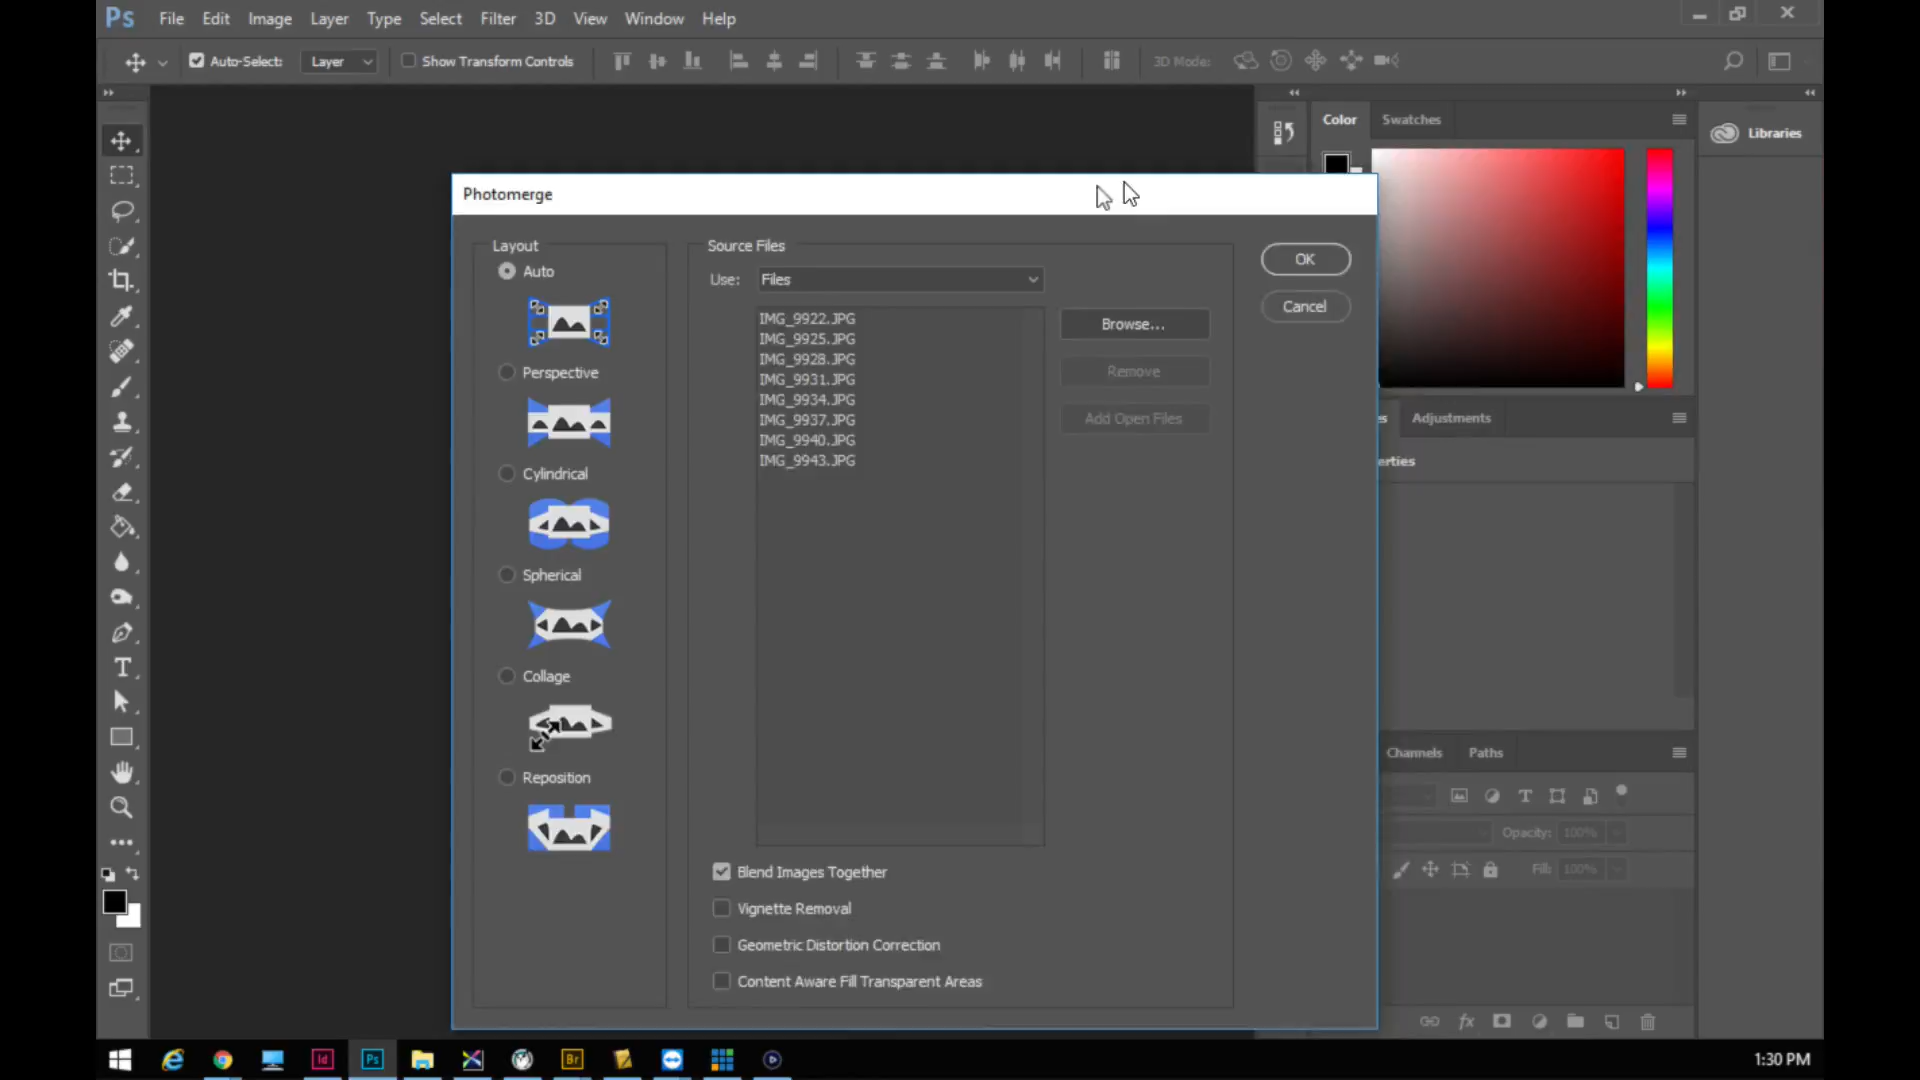 Ps File Edit Image Layer Type Select Filter 3D View Window Help
Auto-Select: Layer Show Transform Controls 3D Mode:
Color Swatches
Libraries
Photomerge
Layout
Auto
Perspective
Cylindrical
Spherical
Collage
Reposition
Source Files
Use: Files
IMG_9922.JPG
IMG_9925.JPG
IMG_9928.JPG
IMG_9931.JPG
IMG_9934.JPG
IMG_9937.JPG
IMG_9940.JPG
IMG_9943.JPG
Browse...
Remove
Add Open Files
OK
Cancel
Blend Images Together
Vignette Removal
Geometric Distortion Correction
Content Aware Fill Transparent Areas
s Adjustments
erties
Channels Paths
Opacity: 100%
Fill: 100%
fx
Id Ps Br
1:30 PM